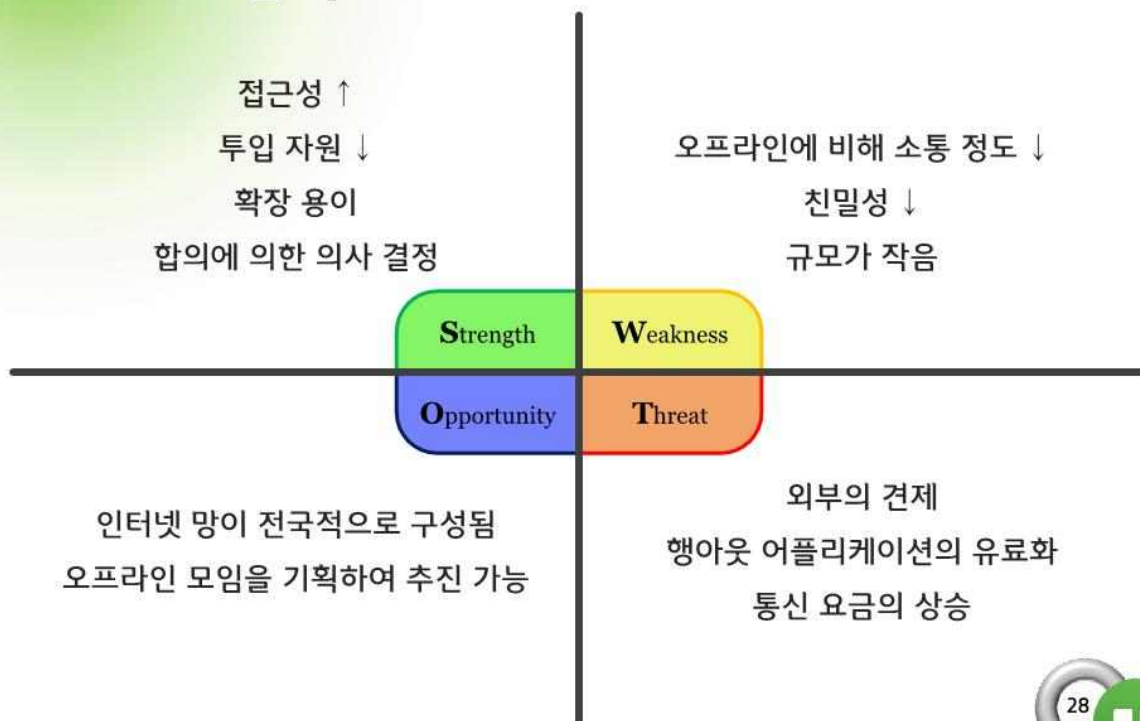 접근성 ↑
투입 자원 ↓
확장 용이
합의에 의한 의사 결정
오프라인에 비해 소통 정도 ↓
친밀성 ↓
규모가 작음
Strength
Weakness
Opportunity
Threat
인터넷 망이 전국적으로 구성됨
오프라인 모임을 기획하여 추진 가능
외부의 견제
행아웃 어플리케이션의 유료화
통신 요금의 상승
28